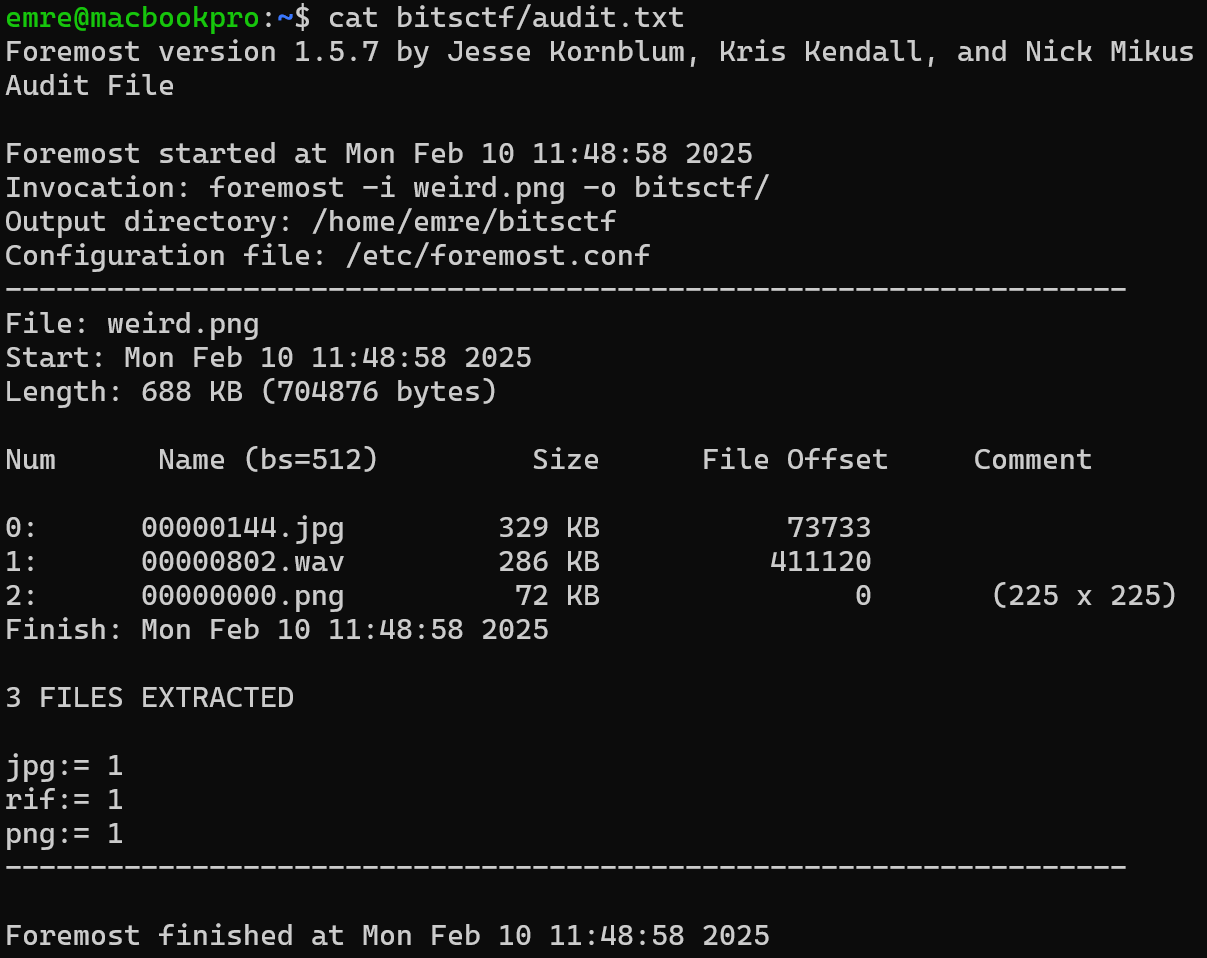 emre@macbookpro:~$ cat bitsctf/audit.txt
Foremost version 1.5.7 by Jesse Kornblum, Kris Kendall, and Nick Mikus
Audit File
Foremost started at Mon Feb 10 11:48:58 2025
Invocation: foremost -i weird.png -o bitsctf/
Output directory: /home/emre/bitsctf
Configuration file: /etc/foremost.conf
------------------------------------------------------------------
File: weird.png
Start: Mon Feb 10 11:48:58 2025
Length: 688 KB (704876 bytes)
Num      Name (bs=512)         Size      File Offset     Comment
0:      00000144.jpg         329 KB           73733
1:      00000802.wav         286 KB          411120
2:      00000000.png          72 KB               0       (225 x 225)
Finish: Mon Feb 10 11:48:58 2025
3 FILES EXTRACTED
jpg:= 1
rif:= 1
png:= 1
------------------------------------------------------------------
Foremost finished at Mon Feb 10 11:48:58 2025